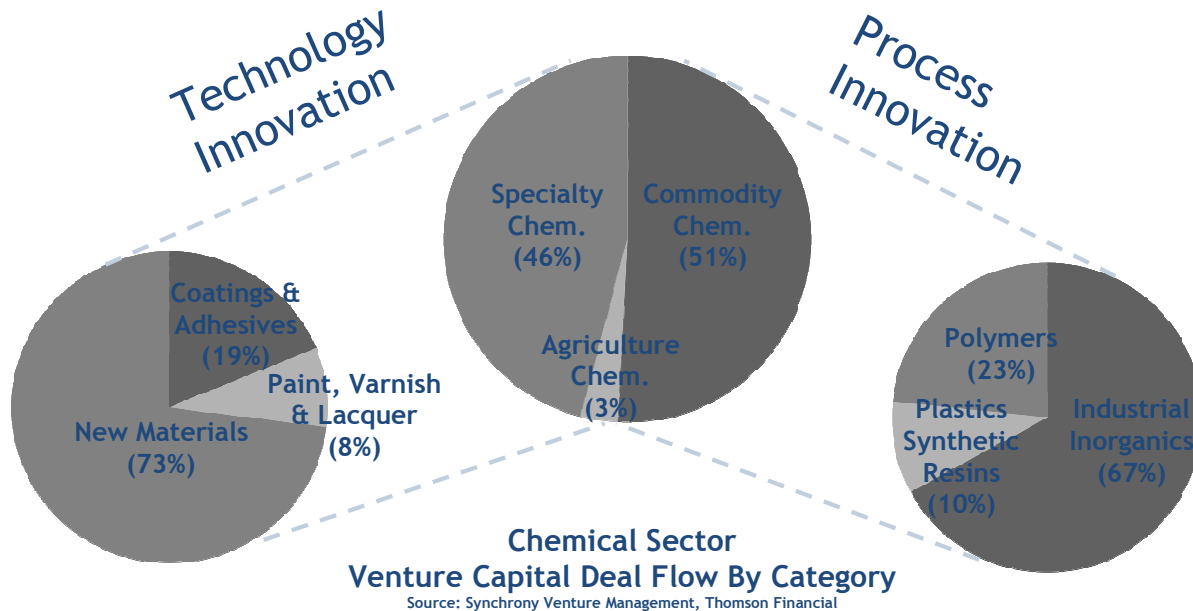 Technology
Innovation
Process
Innovation
Specialty
Chem.
(46%)
Commodity
Chem.
(51%)
Agriculture
Chem.
(3%)
Coatings &
Adhesives
(19%)
Paint, Varnish
& Lacquer
(8%)
New Materials
(73%)
Polymers
(23%)
Plastics
Synthetic
Resins
(10%)
Industrial
Inorganics
(67%)
Chemical Sector
Venture Capital Deal Flow By Category
Source: Synchrony Venture Management, Thomson Financial